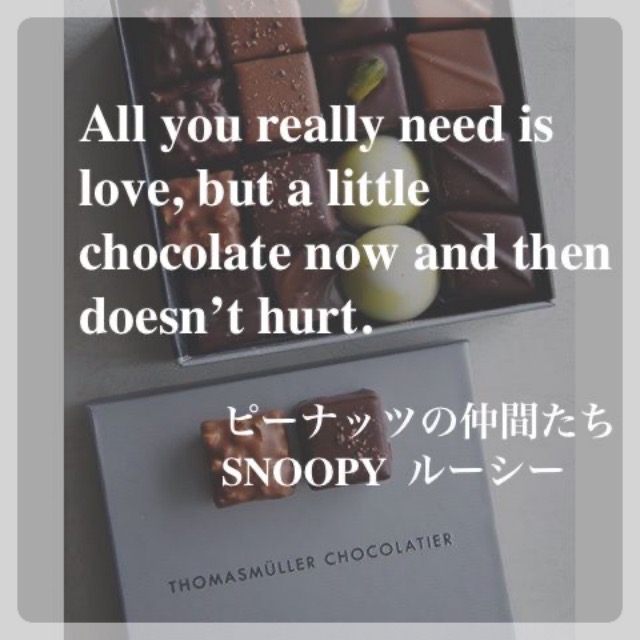 All you really need is
love, but a little
chocolate now and then
doesn’t hurt.
ピーナッツの仲間たち
SNOOPY ルーシー
THOMASMÜLLER CHOCOLATIER